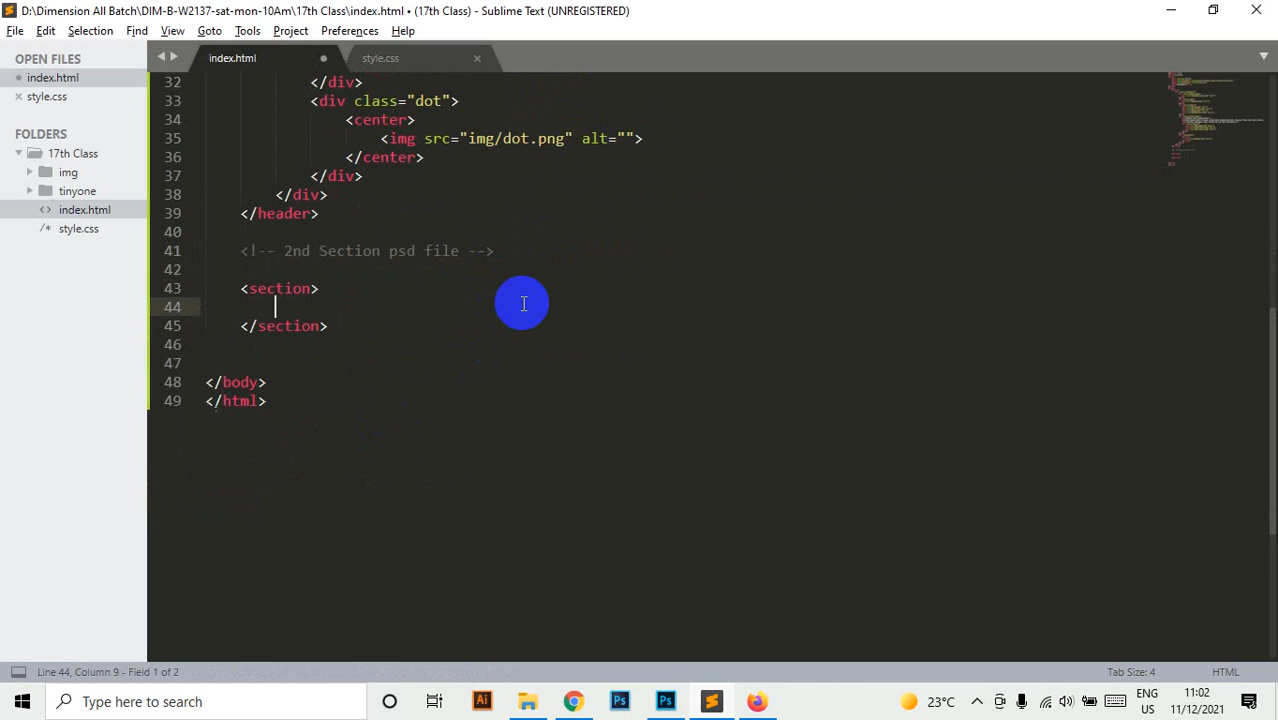 D:\Dimension All Batch\DIM-B-W2137-sat-mon-10Am\17th Class\index.html • (17th Class) - Sublime Text (UNREGISTERED)
File Edit Selection Find View Goto Tools Project Preferences Help
OPEN FILES
index.html
style.css
FOLDERS
17th Class
img
tinyone
<> index.html
/* style.css
index.html
style.css
32 </div>
33 <div class="dot">
34 <center>
35 <img src="img/dot.png" alt="">
36 </center>
37 </div>
38 </div>
39 </header>
40
41 <!-- 2nd Section psd file -->
42
43 <section>
44
45 </section>
46
47
48 </body>
49 </html>
Line 44, Column 9 - Field 1 of 2
Tab Size: 4
HTML
Type here to search
Ai
Ps
Ps
23°C
ENG
US
11:02
11/12/2021